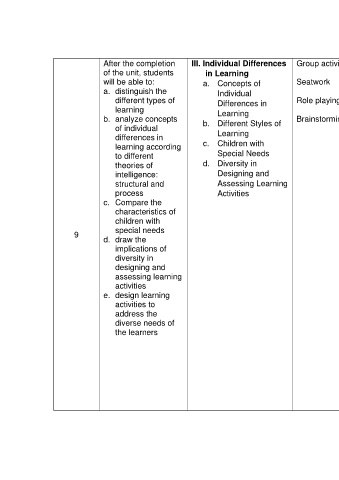 9
After the completion
of the unit, students
will be able to:
a. distinguish the
different types of
learning
b. analyze concepts
of individual
differences in
learning according
to different
theories of
intelligence:
structural and
process
c. Compare the
characteristics of
children with
special needs
d. draw the
implications of
diversity in
designing and
assessing learning
activities
e. design learning
activities to
address the
diverse needs of
the learners
III. Individual Differences
in Learning
a. Concepts of
Individual
Differences in
Learning
b. Different Styles of
Learning
c. Children with
Special Needs
d. Diversity in
Designing and
Assessing Learning
Activities
Group activi
Seatwork
Role playing
Brainstormin